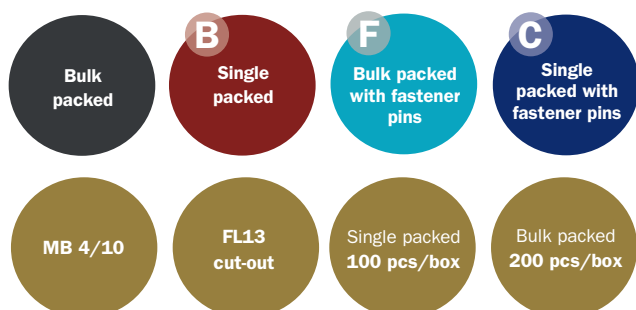 Bulk
packed
B
Single
packed
F
Bulk packed
with fastener
pins
C
Single
packed with
fastener pins
MB 4/10
FL13
cut-out
Single packed
100 pcs/box
Bulk packed
200 pcs/box